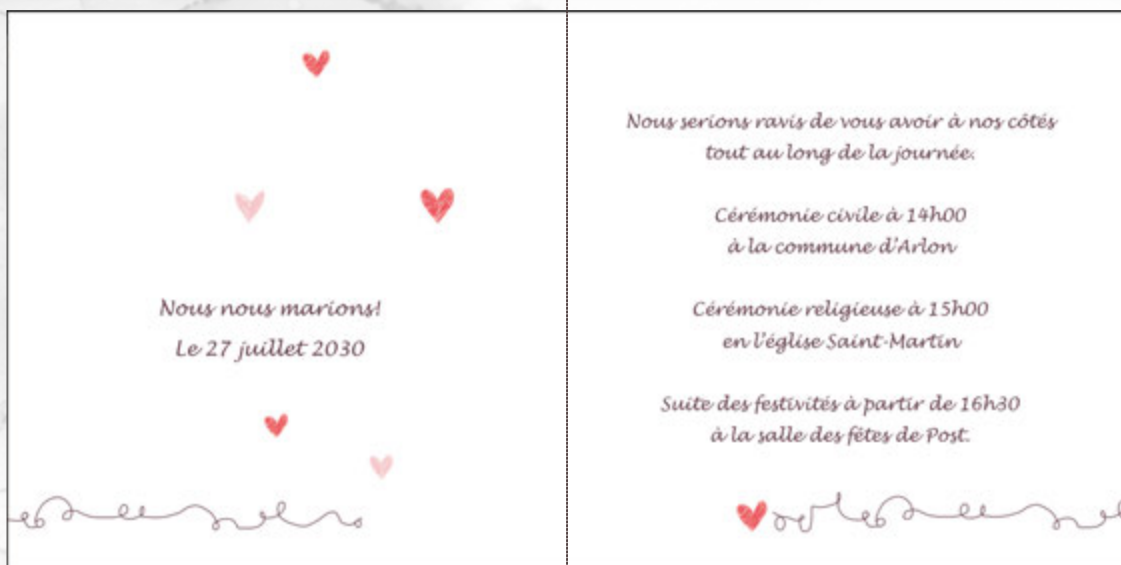 Nous nous marions!
Le 27 juillet 2030
Nous serions ravis de vous avoir à nos côtés
tout au long de la journée.
Cérémonie civile à 14h00
à la commune d'Arlon
Cérémonie religieuse à 15h00
en l'église Saint-Martin
Suite des festivités à partir de 16h30
à la salle des fêtes de Post.